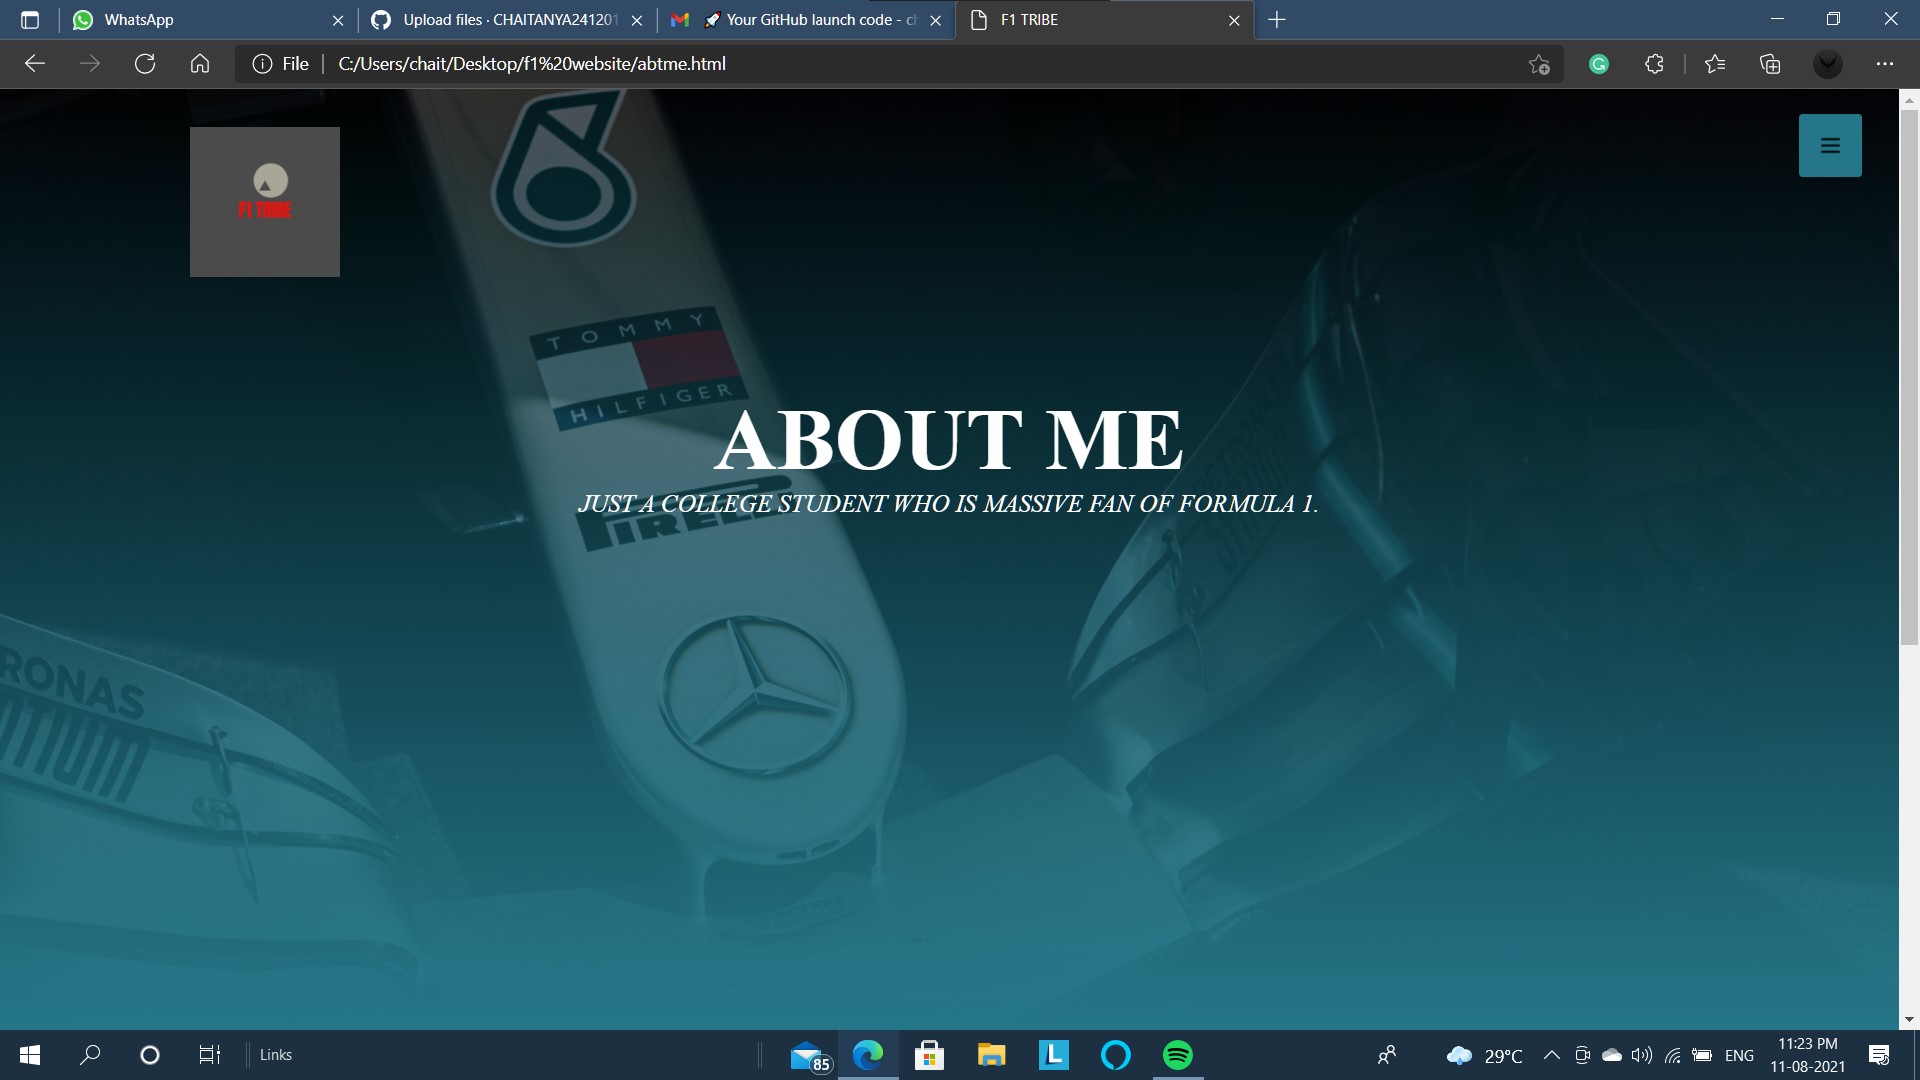 WhatsApp
Upload files · CHAITANYA241201
Your GitHub launch code - ch
F1 TRIBE
File
C:/Users/chait/Desktop/f1%20website/abtme.html
F1 TRIBE
TOMMY
HILFIGER
ABOUT ME
JUST A COLLEGE STUDENT WHO IS MASSIVE FAN OF FORMULA 1.
PIRELLI
RONAS
Links
85
29°C
ENG
11:23 PM
11-08-2021